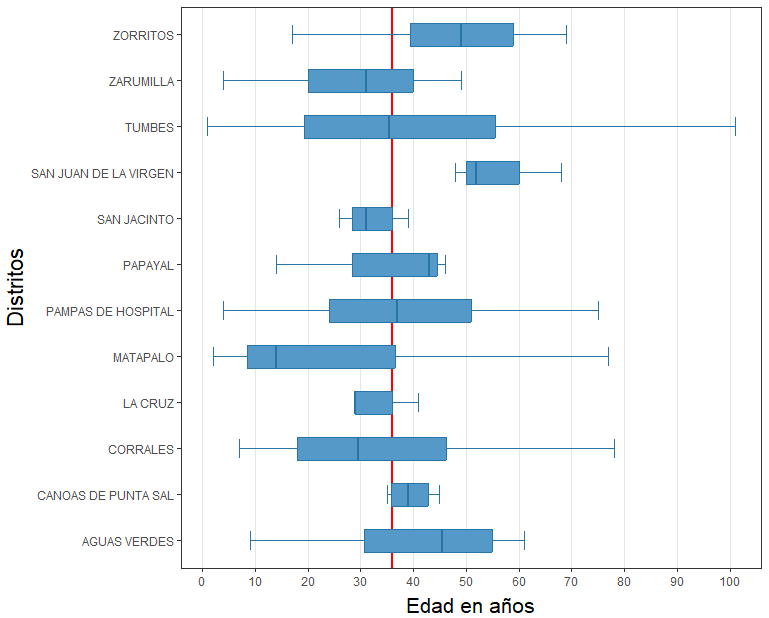 ZORRITOS
ZARUMILLA
TUMBES
SAN JUAN DE LA VIRGEN
SAN JACINTO
PAPAYAL
PAMPAS DE HOSPITAL
MATAPALO
LA CRUZ
CORRALES
CANOAS DE PUNTA SAL
AGUAS VERDES
Distritos
0 10 20 30 40 50 60 70 80 90 100
Edad en años